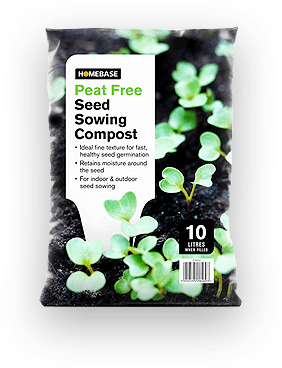 HOMEBASE
Peat Free
Seed
Sowing
Compost
• Ideal fine texture for fast,
healthy seed germination
• Retains moisture around
the seed
• For indoor & outdoor
seed sowing
10
LITRES
WHEN FILLED